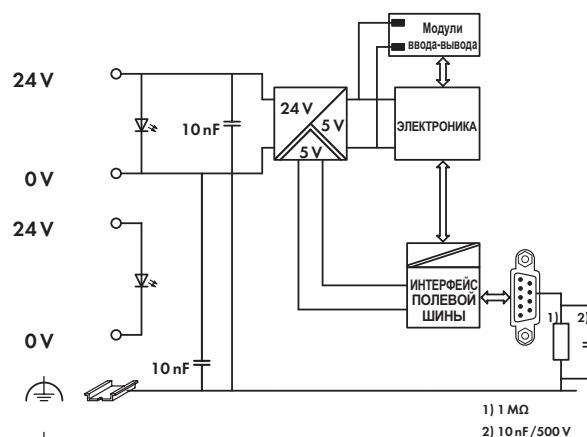 Модули
ввода-вывода
24 V
10 nF
24 V
5 V
5 V
ЭЛЕКТРОНИКА
0 V
24 V
ИНТЕРФЕЙС
ПОЛЕВОЙ
ШИНЫ
1)
2)
0 V
10 nF
1) 1 MΩ
2) 10 nF/500 V